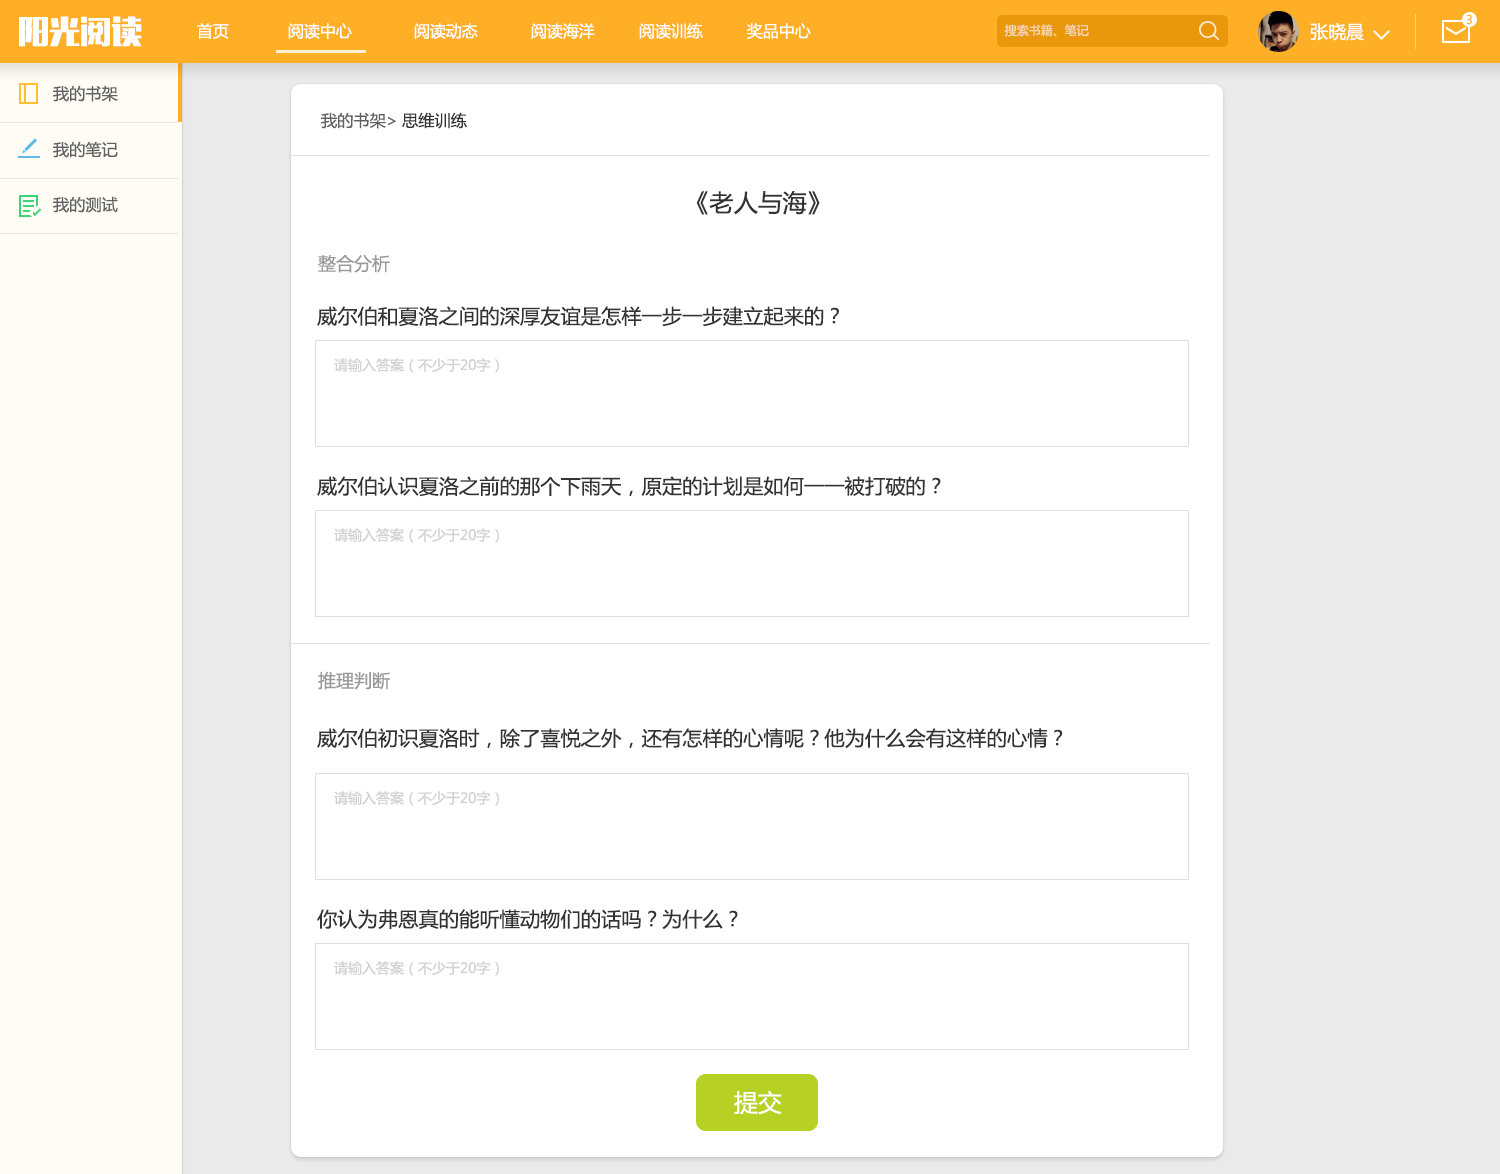 阳光阅读
首页 阅读中心 阅读动态 阅读海洋 阅读训练 奖品中心
搜索书籍、笔记
张晓晨
3
我的书架
我的笔记
我的测试
我的书架> 思维训练
《老人与海》
整合分析
威尔伯和夏洛之间的深厚友谊是怎样一步一步建立起来的？
请输入答案（不少于20字）
威尔伯认识夏洛之前的那个下雨天，原定的计划是如何一一被打破的？
请输入答案（不少于20字）
推理判断
威尔伯初识夏洛时，除了喜悦之外，还有怎样的心情呢？他为什么会有这样的心情？
请输入答案（不少于20字）
你认为弗恩真的能听懂动物们的话吗？为什么？
请输入答案（不少于20字）
提交